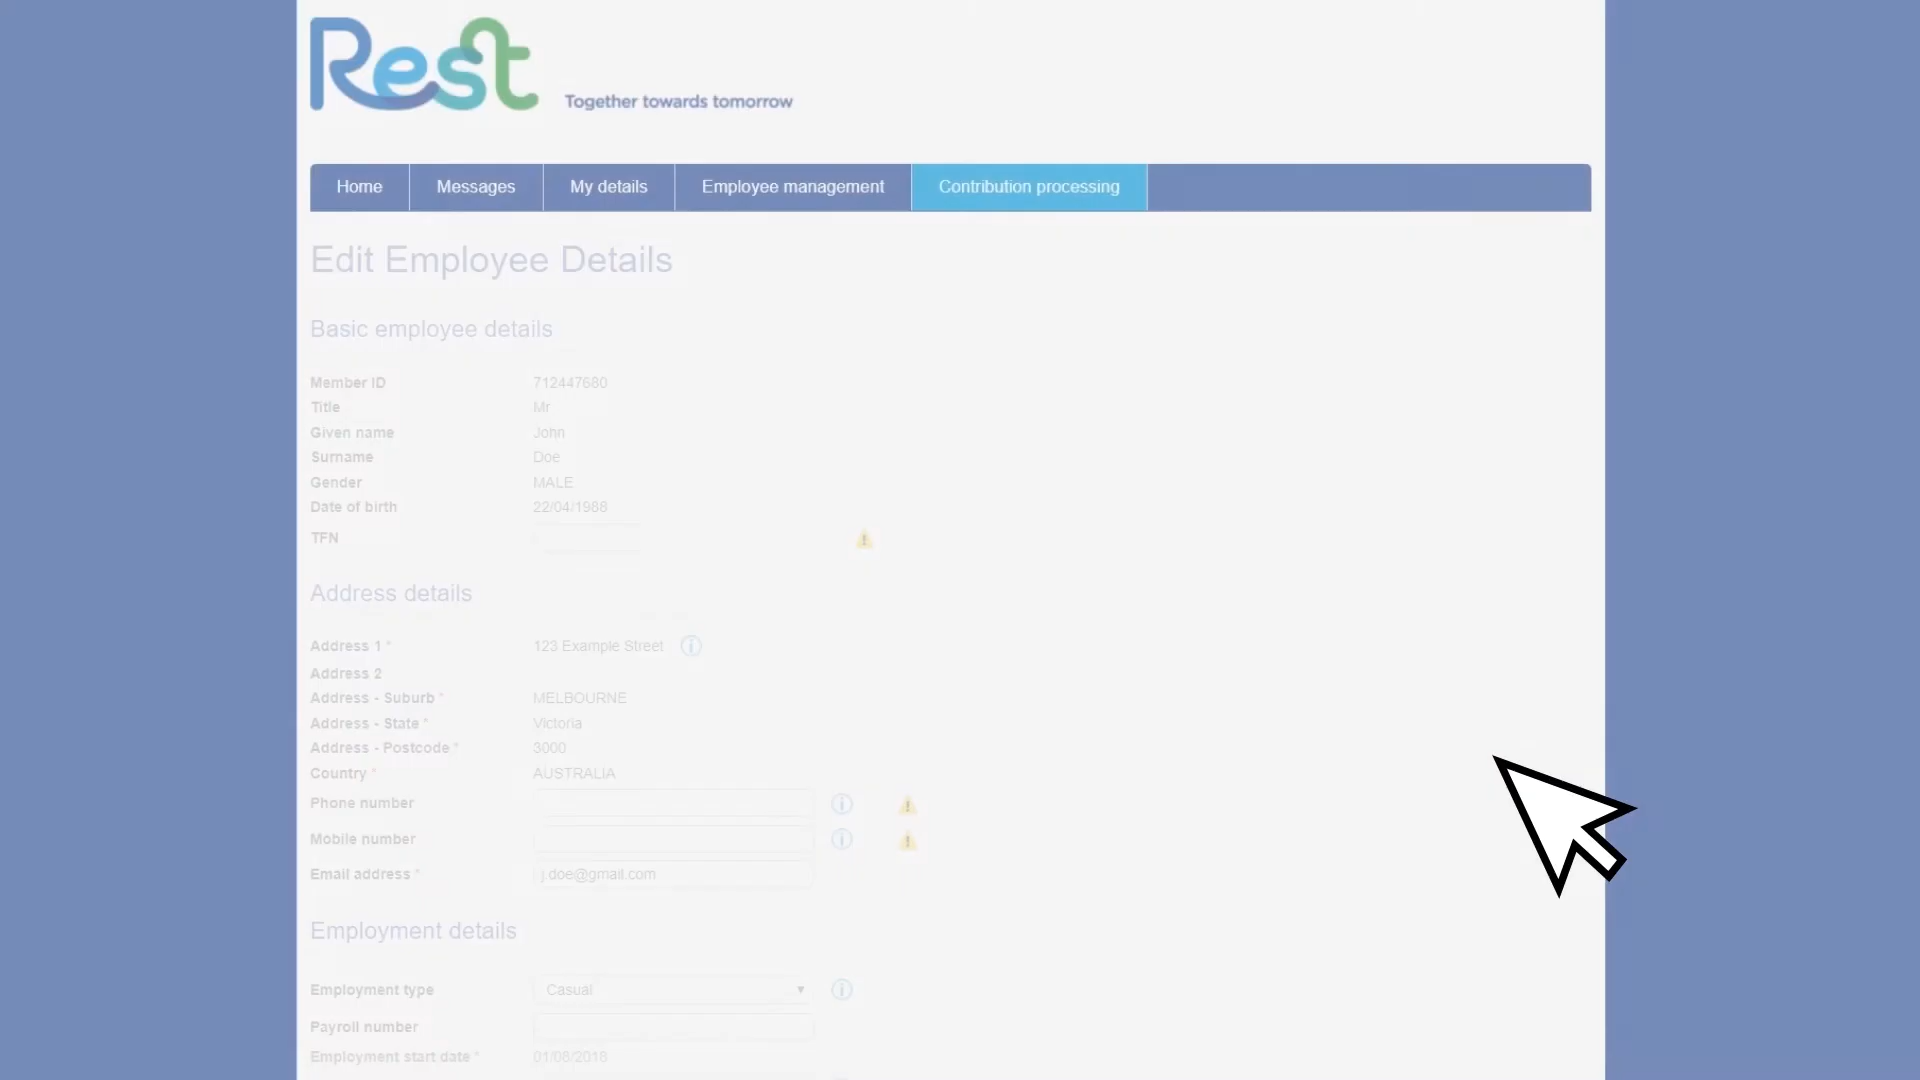 Rest
Together towards tomorrow
Home Messages My details Employee management Contribution processing
Edit Employee Details
Basic employee details
Member ID 712447680
Title Mr
Given name John
Surname Doe
Gender MALE
Date of birth 22/04/1988
TFN
Address details
Address 1 * 123 Example Street
Address 2
Address - Suburb * MELBOURNE
Address - State * Victoria
Address - Postcode * 3000
Country * AUSTRALIA
Phone number
Mobile number
Email address * j.doe@gmail.com
Employment details
Employment type Casual
Payroll number
Employment start date * 01/06/2018